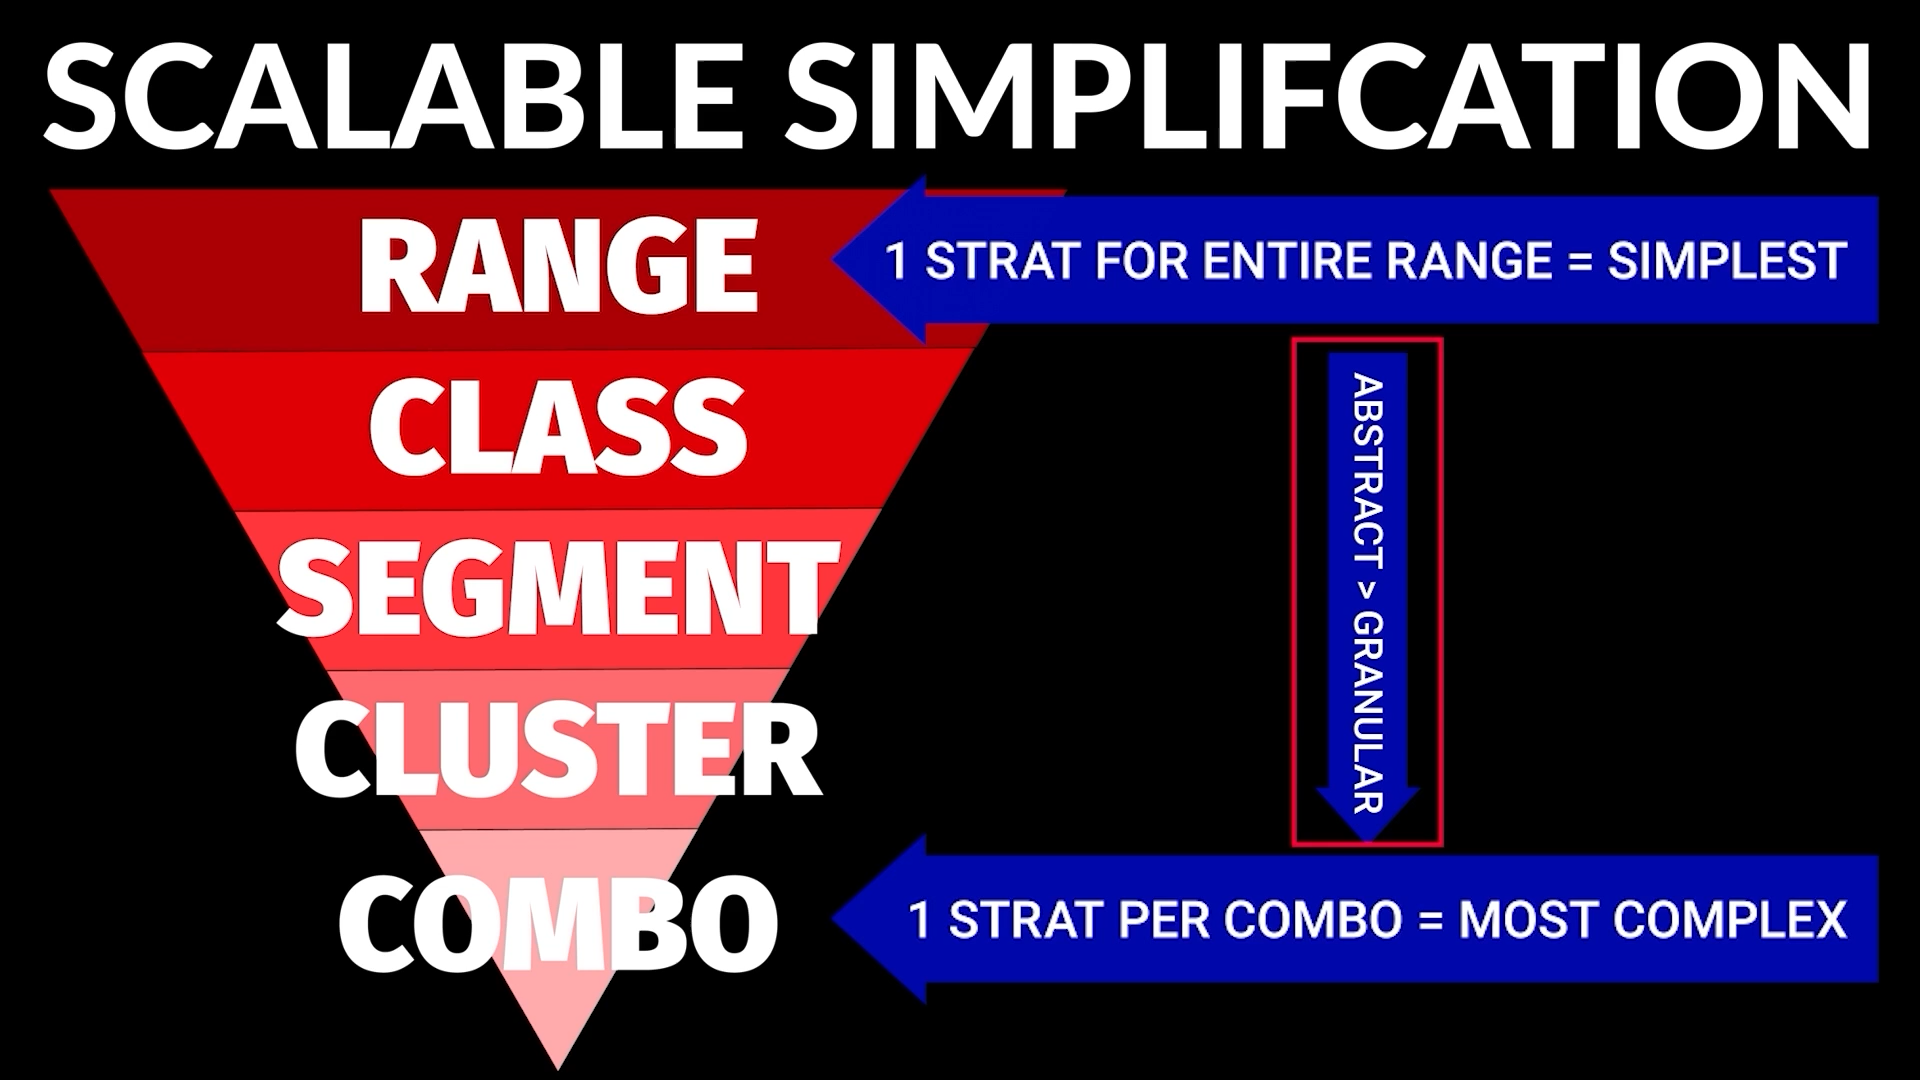 SCALABLE SIMPLIFCATION
RANGE
1 STRAT FOR ENTIRE RANGE = SIMPLEST
CLASS
ABSTRACT > GRANULAR
SEGMENT
CLUSTER
COMBO
1 STRAT PER COMBO = MOST COMPLEX